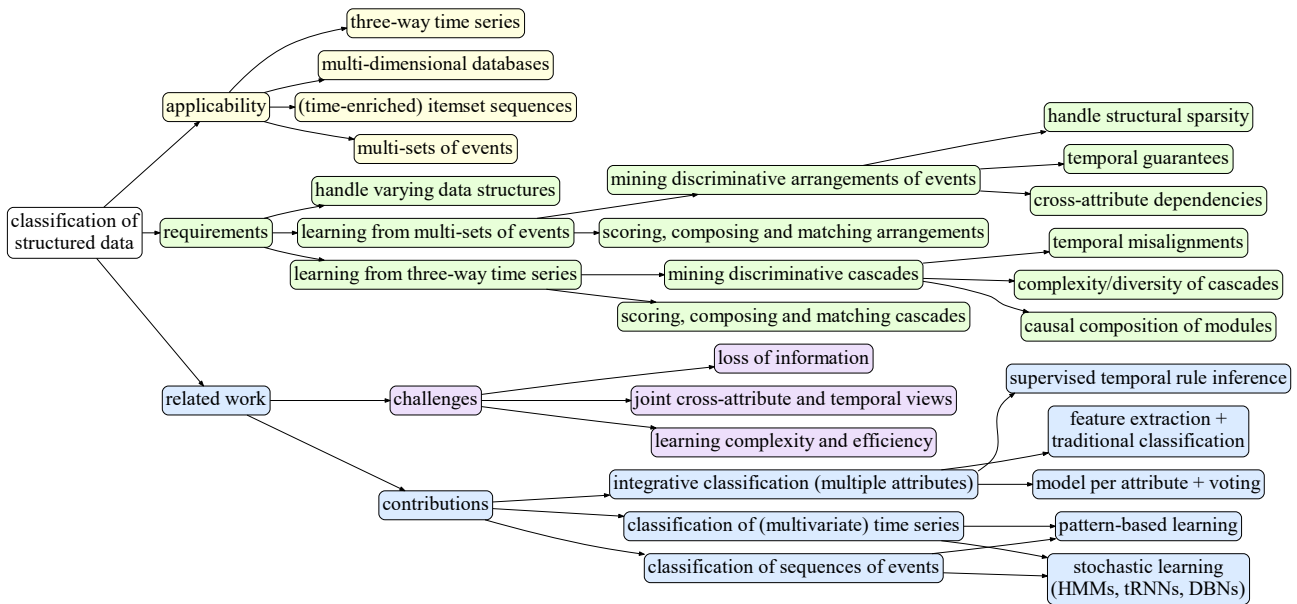 three-way time series
multi-dimensional databases
applicability
(time-enriched) itemset sequences
multi-sets of events
handle structural sparsity
temporal guarantees
mining discriminative arrangements of events
cross-attribute dependencies
handle varying data structures
classification of
structured data
requirements
learning from multi-sets of events
scoring, composing and matching arrangements
temporal misalignments
learning from three-way time series
mining discriminative cascades
complexity/diversity of cascades
scoring, composing and matching cascades
causal composition of modules
loss of information
related work
challenges
joint cross-attribute and temporal views
learning complexity and efficiency
supervised temporal rule inference
feature extraction +
traditional classification
contributions
integrative classification (multiple attributes)
model per attribute + voting
classification of (multivariate) time series
pattern-based learning
classification of sequences of events
stochastic learning
(HMMs, tRNNs, DBNs)